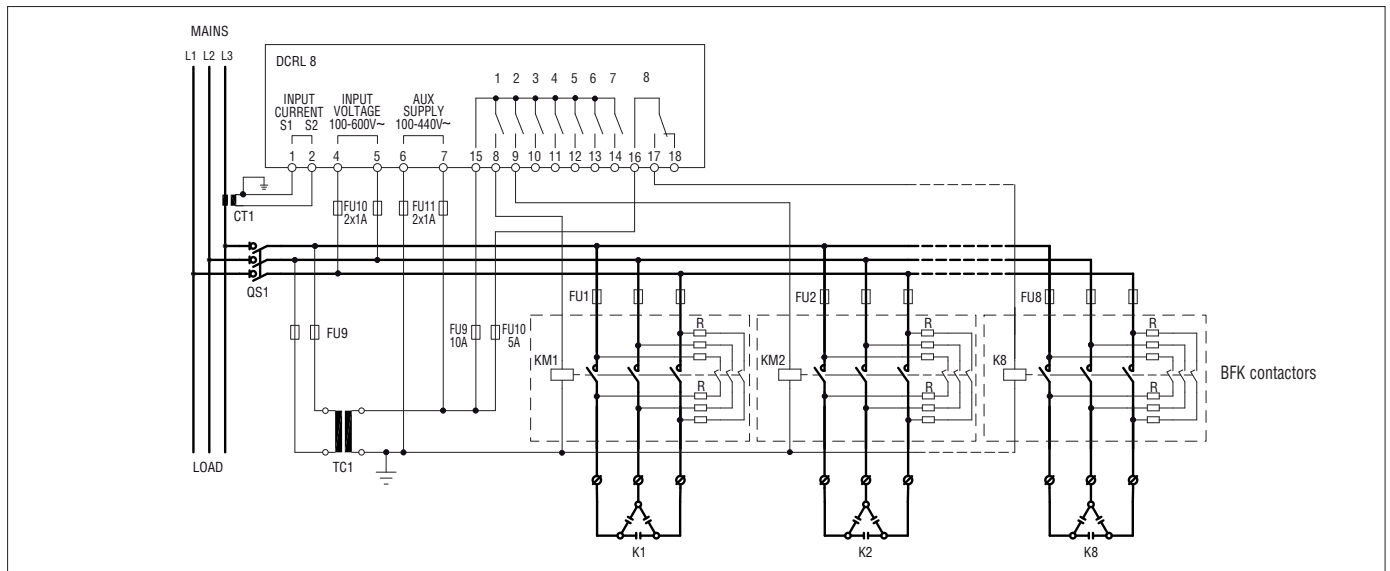 MAINS
L1 L2 L3
DCRL 8
1 2 3 4 5 6 7 8
INPUT CURRENT
S1 S2
INPUT VOLTAGE
100-600V~
AUX SUPPLY
100-440V~
1 2 4 5 6 7 15 8 9 10 11 12 13 14 16 17 18
CT1
FU10
2x1A
FU11
2x1A
QS1
FU9
FU9
10A
FU10
5A
FU1
FU2
FU8
R
R
R
KM1
KM2
K8
BFK contactors
R
R
R
LOAD
TC1
K1
K2
K8